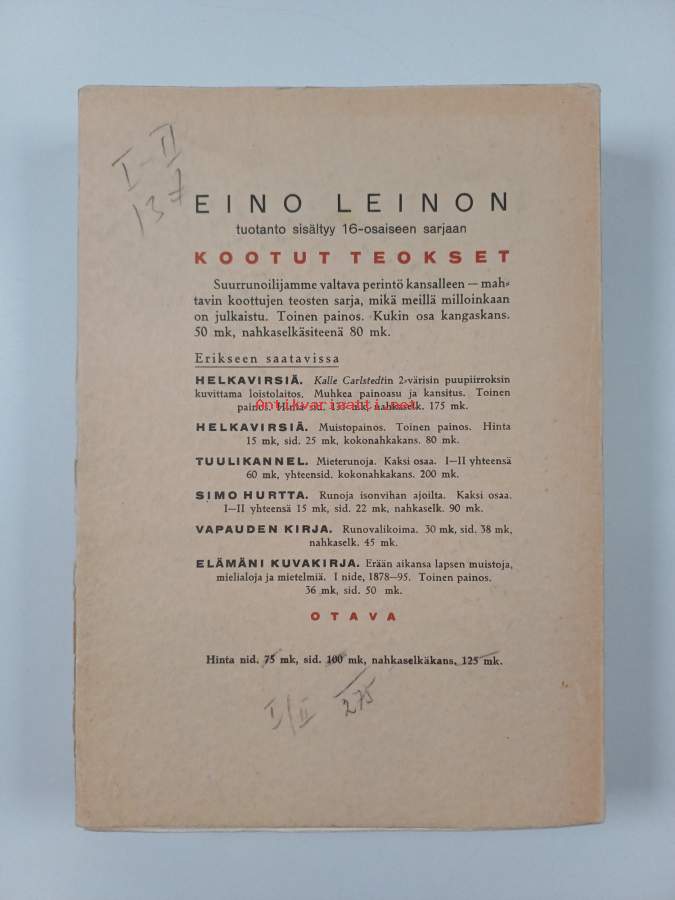 I-II
137
EINO LEINON
tuotanto sisältyy 16-osaiseen sarjaan
KOOTUT TEOKSET
Suurrunoilijamme valtava perintö kansalleen — mah-
tavin koottujen teosten sarja, mikä meillä milloinkaan
on julkaistu. Toinen painos. Kukin osa kangaskans.
50 mk, nahkaselkäsiteenä 80 mk.
Erikseen saatavissa
HELKAVIRSIÄ. Kalle Carlstedtin 2-värisin puupiirroksin
kuvittama loistolaitos. Muhkea painoasu ja kansitus. Toinen
painos. Hinta sid. 135 mk, nahkaselk. 175 mk.
Antikvariaatti.net
HELKAVIRSIÄ. Muistopainos. Toinen painos. Hinta
15 mk, sid. 25 mk, kokonahkakans. 80 mk.
TUULIKANNEL. Mieterunoja. Kaksi osaa. I—II yhteensä
60 mk, yhteensid. kokonahkakans. 200 mk.
SIMO HURTTA. Runoja isonvihan ajoilta. Kaksi osaa.
I—II yhteensä 15 mk, sid. 22 mk, nahkaselk. 90 mk.
VAPAUDEN KIRJA. Runovalikoima. 30 mk, sid. 38 mk,
nahkaselk. 45 mk.
ELÄMÄNI KUVAKIRJA. Erään aikansa lapsen muistoja,
mielialoja ja mietelmiä. I nide, 1878—95. Toinen painos.
36 mk, sid. 50 mk.
OTAVA
Hinta nid. 75 mk, sid. 100 mk, nahkaselkäkans. 125 mk.
I/II 275